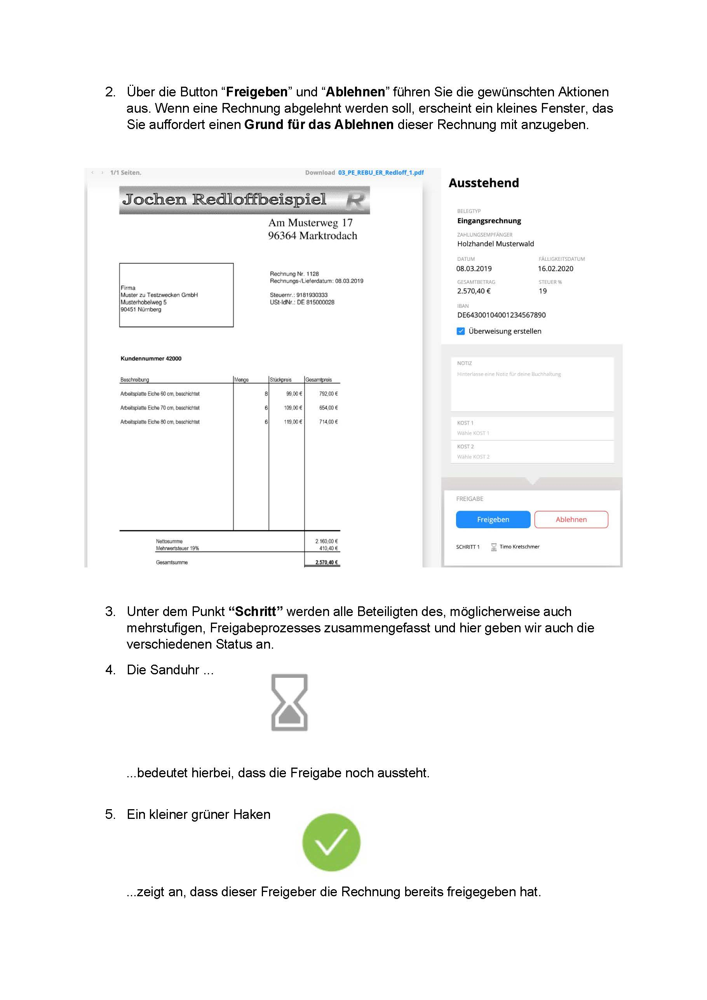 2. Über die Button “Freigeben” und “Ablehnen” führen Sie die gewünschten Aktionen
aus. Wenn eine Rechnung abgelehnt werden soll, erscheint ein kleines Fenster, das
Sie auffordert einen Grund für das Ablehnen dieser Rechnung mit anzugeben.
‹ › 1/1 Seiten. Download 03_PE_REBU_ER_Redloff_1.pdf
Jochen Redloffbeispiel R
Am Musterweg 17
96364 Marktrodach
Rechnung Nr. 1128
Rechnungs-/Lieferdatum: 08.03.2019
Firma
Muster zu Testzwecken GmbH
Musterhobelweg 5
90451 Nürnberg
Steuernr.: 9181930333
USt-IdNr.: DE 815000028
Kundennummer 42000
Beschreibung Menge Stückpreis Gesamtpreis
Arbeitsplatte Eiche 60 cm, beschichtet 8 99,00 € 792,00 €
Arbeitsplatte Eiche 70 cm, beschichtet 6 109,00 € 654,00 €
Arbeitsplatte Eiche 80 cm, beschichtet 6 119,00 € 714,00 €
Nettosumme 2.160,00 €
Mehrwertsteuer 19% 410,40 €
Gesamtsumme 2.570,40 €
Ausstehend
BELEGTYP
Eingangsrechnung
ZAHLUNGSEMPFÄNGER
Holzhandel Musterwald
DATUM FÄLLIGKEITSDATUM
08.03.2019 16.02.2020
GESAMTBETRAG STEUER %
2.570,40 € 19
IBAN
DE64300104001234567890
Überweisung erstellen
NOTIZ
Hinterlasse eine Notiz für deine Buchhaltung
KOST 1
Wähle KOST 1
KOST 2
Wähle KOST 2
FREIGABE
Freigeben Ablehnen
SCHRITT 1 Timo Kretschmer
3. Unter dem Punkt “Schritt” werden alle Beteiligten des, möglicherweise auch
mehrstufigen, Freigabeprozesses zusammengefasst und hier geben wir auch die
verschiedenen Status an.
4. Die Sanduhr ...
...bedeutet hierbei, dass die Freigabe noch aussteht.
5. Ein kleiner grüner Haken
...zeigt an, dass dieser Freigeber die Rechnung bereits freigegeben hat.